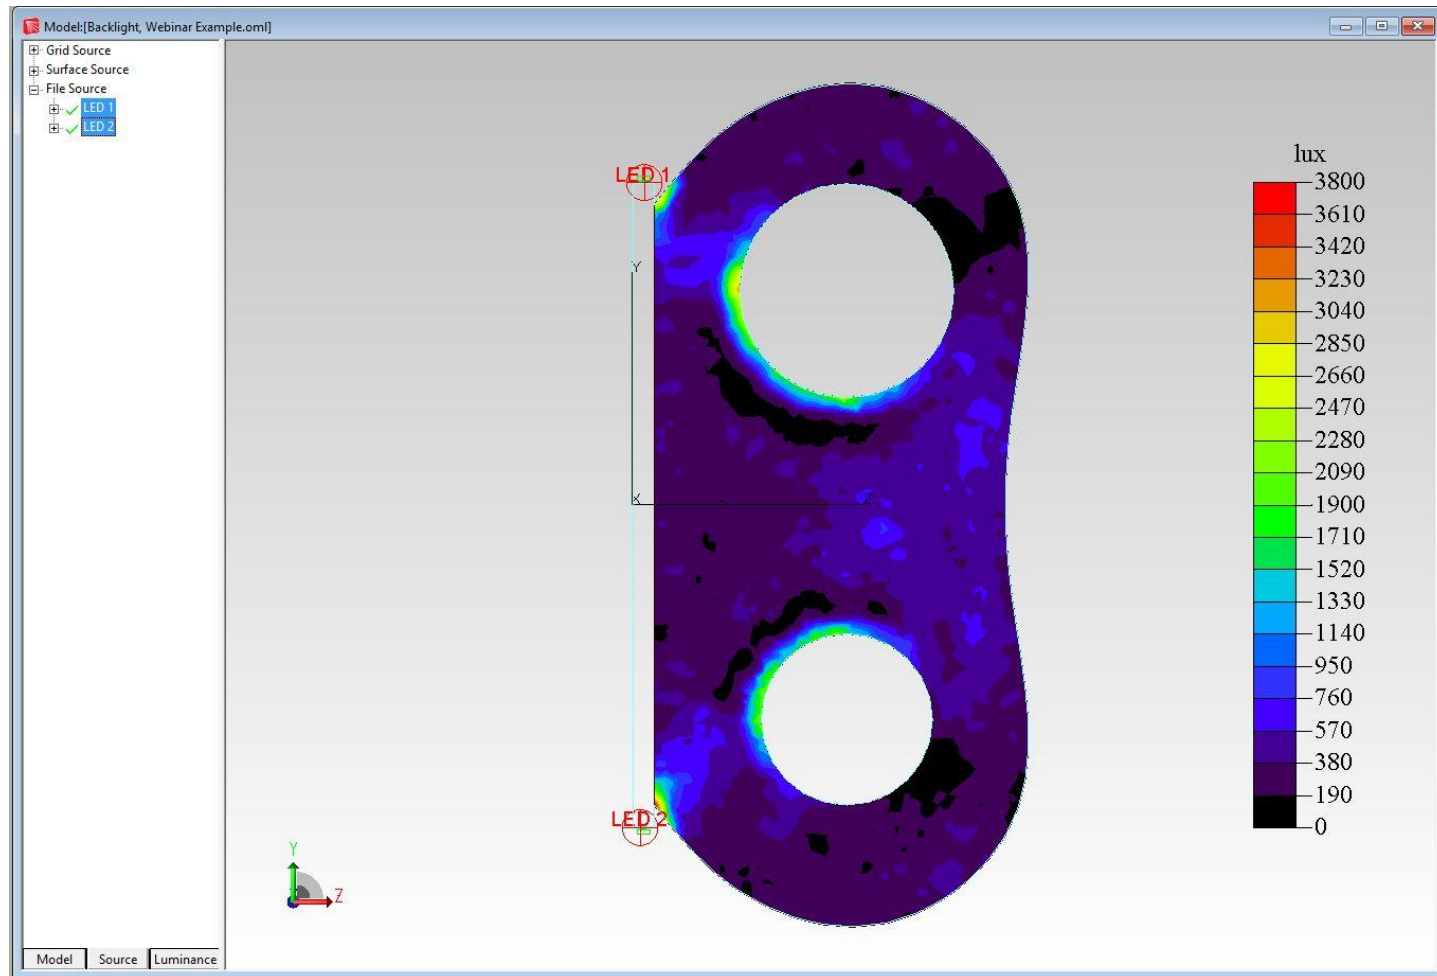 Model:[Backlight, Webinar Example.oml]
Grid Source
Surface Source
File Source
LED 1
LED 2
LED 1
Y
X
Z
LED 2
lux
3800
3610
3420
3230
3040
2850
2660
2470
2280
2090
1900
1710
1520
1330
1140
950
760
570
380
190
0
Y
Z
Model Source Luminance